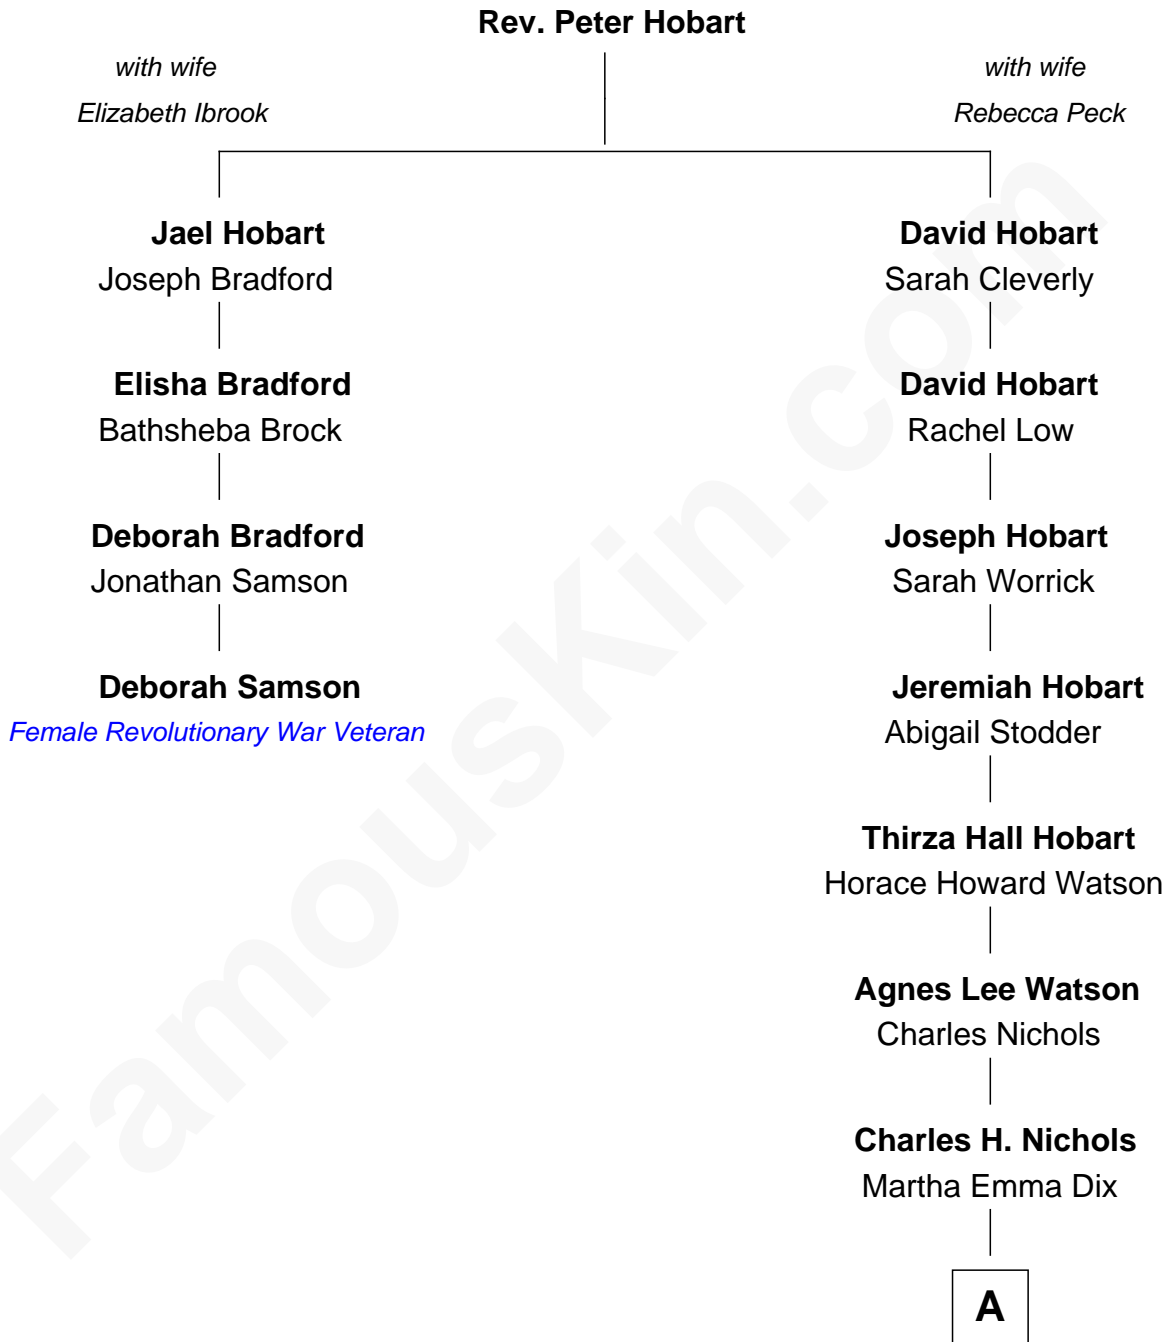 Rev. Peter Hobart
with wife
Elizabeth Ibrook
with wife
Rebecca Peck
Jael Hobart
Joseph Bradford
Elisha Bradford
Bathsheba Brock
Deborah Bradford
Jonathan Samson
Deborah Samson
Female Revolutionary War Veteran
David Hobart
Sarah Cleverly
David Hobart
Rachel Low
Joseph Hobart
Sarah Worrick
Jeremiah Hobart
Abigail Stodder
Thirza Hall Hobart
Horace Howard Watson
Agnes Lee Watson
Charles Nichols
Charles H. Nichols
Martha Emma Dix
A
FamousKin.com